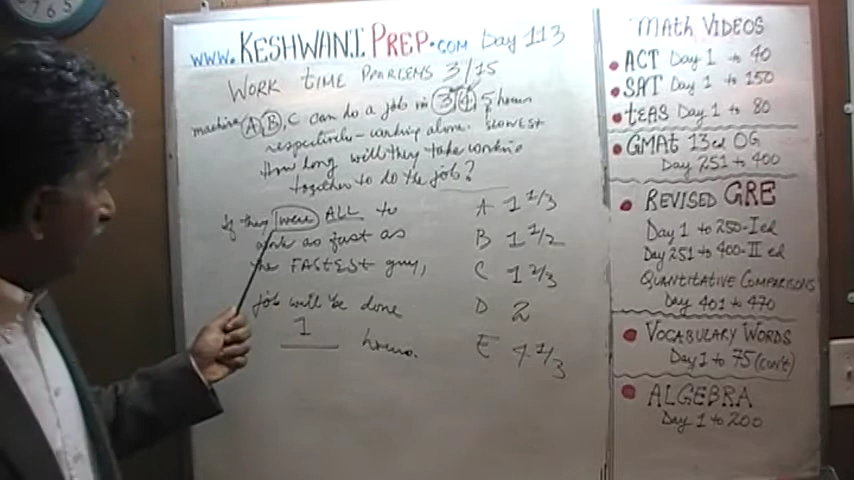 www.KESHWANIPREP.COM Day 113
WORK TIME PROBLEMS 3/15
machine A, B, C can do a job in 3 4 5 hours
respectively – working alone. SLOWEST
How long will they take working
together to do the job?
If they were ALL to
work as fast as
the FASTEST guy,
job will be done
1 hours.
A 1 1/3
B 1 1/2
C 1 2/3
D 2
E 4 1/3
MATH VIDEOS
ACT Day 1 to 40
SAT Day 1 to 150
TEAS Day 1 to 80
GMAT 13ed OG
Day 251 to 400
REVISED GRE
Day 1 to 250-I ed
Day 251 to 400-II ed
QUANTITATIVE COMPARISONS
Day 401 to 470
VOCABULARY WORDS
Day 1 to 75 (con't)
ALGEBRA
Day 1 to 200